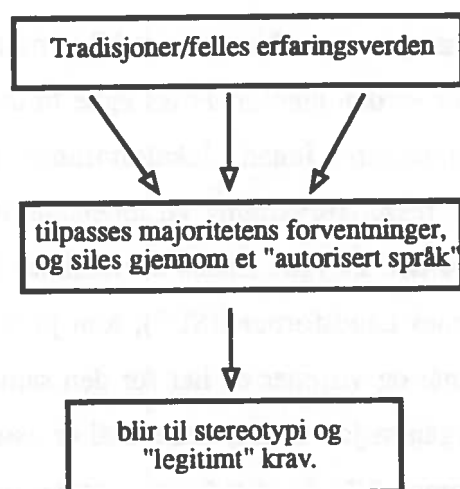 Tradisjoner/felles erfaringsverden
tilpasses majoritetens forventninger,
og siles gjennom et "autorisert språk"
blir til stereotypi og
"legitimt" krav.